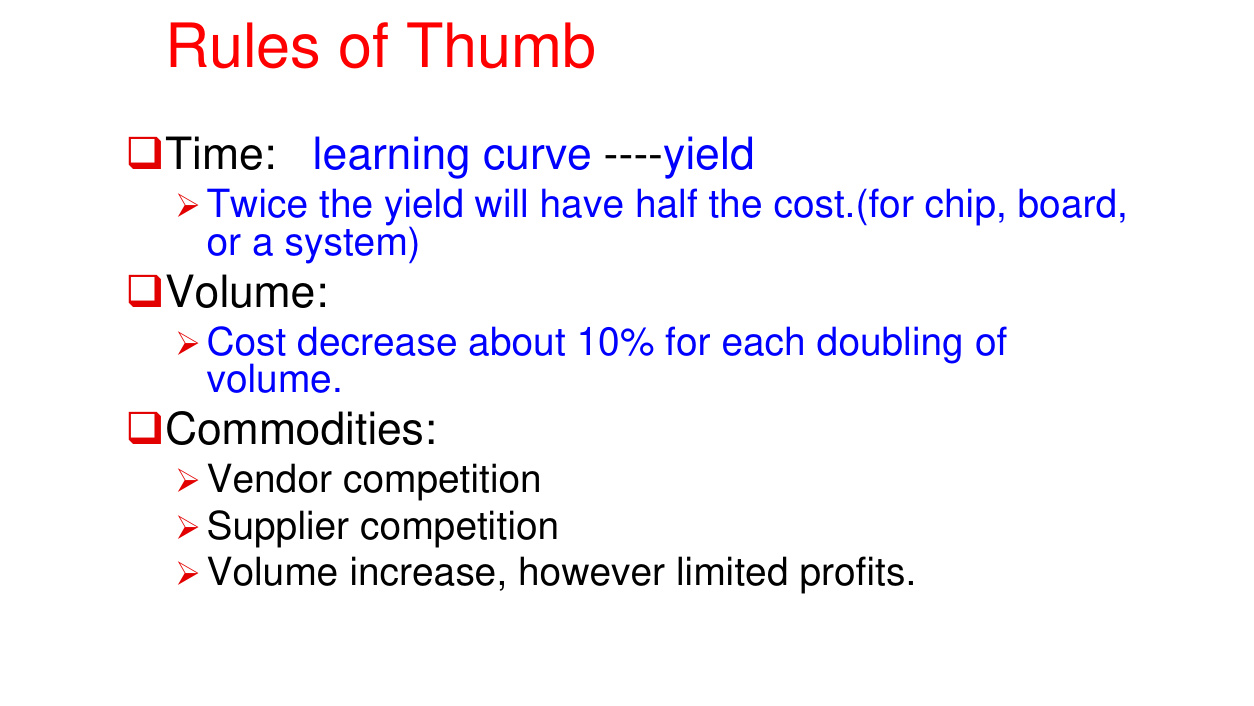 Rules of Thumb
❑Time: learning curve ----yield
➢Twice the yield will have half the cost.(for chip, board,
or a system)
❑Volume:
➢Cost decrease about 10% for each doubling of
volume.
❑Commodities:
➢Vendor competition
➢Supplier competition
➢Volume increase, however limited profits.